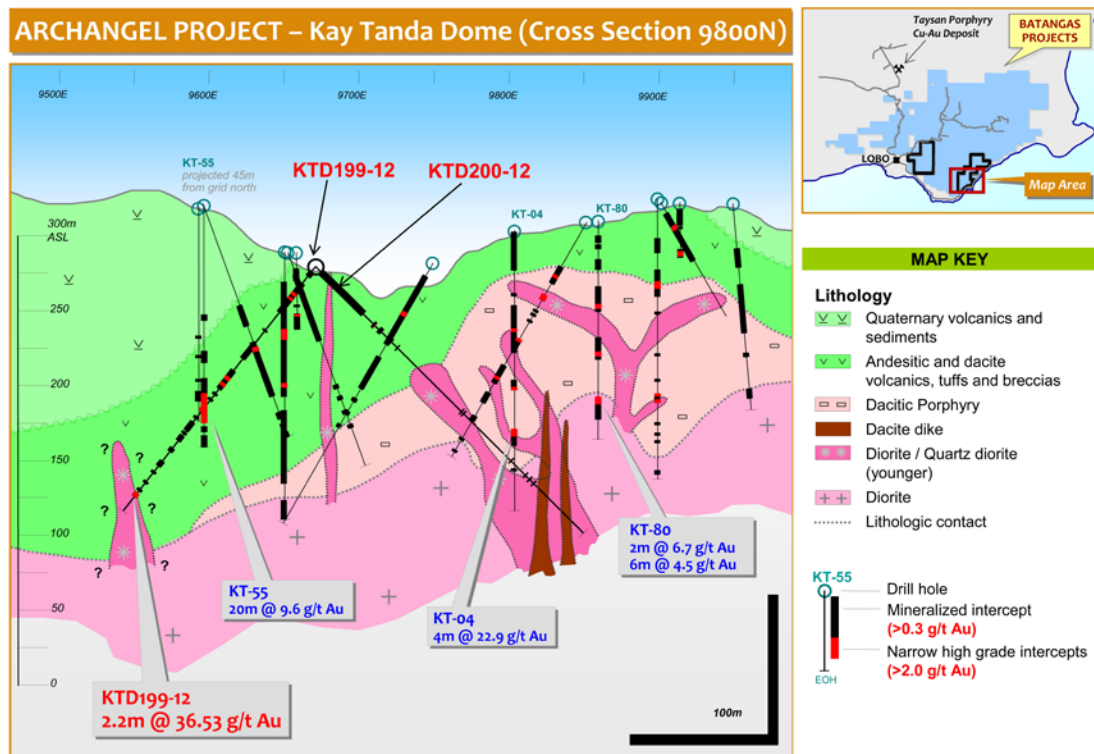 ARCHANGEL PROJECT – Kay Tanda Dome (Cross Section 9800N)
9500E
9600E
9700E
9800E
9900E
KT-55
projected 45m
from grid north
KTD199-12
KTD200-12
KT-04
KT-80
300m
ASL
250
200
150
100
50
0
?
?
?
?
?
?
KT-55
20m @ 9.6 g/t Au
KT-04
4m @ 22.9 g/t Au
KT-80
2m @ 6.7 g/t Au
6m @ 4.5 g/t Au
KTD199-12
2.2m @ 36.53 g/t Au
100m
Taysan Porphyry
Cu-Au Deposit
BATANGAS
PROJECTS
LOBO
Map Area
MAP KEY
Lithology
Quaternary volcanics and
sediments
Andesitic and dacite
volcanics, tuffs and breccias
Dacitic Porphyry
Dacite dike
Diorite / Quartz diorite
(younger)
Diorite
Lithologic contact
KT-55
Drill hole
Mineralized intercept
(>0.3 g/t Au)
Narrow high grade intercepts
(>2.0 g/t Au)
EOH